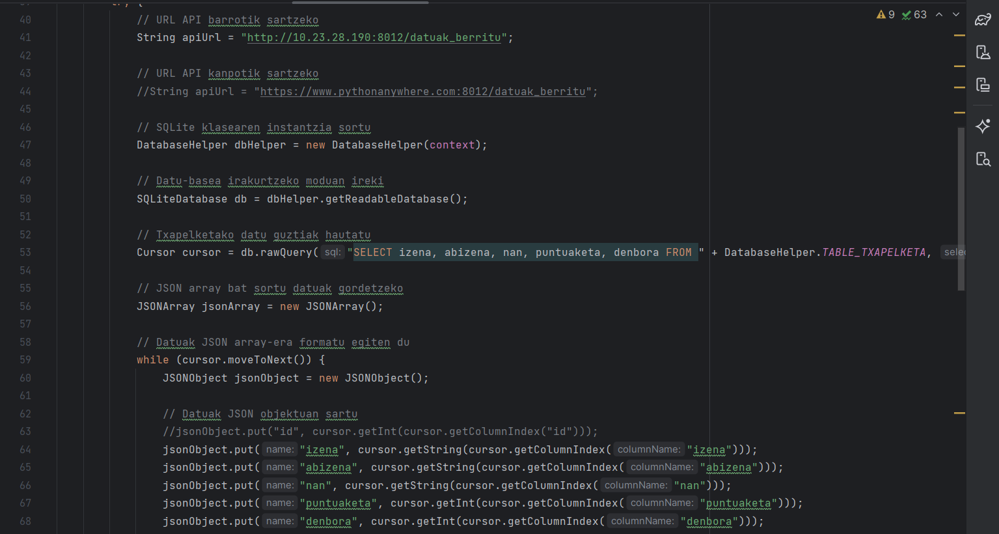 9 63
40 // URL API barrotik sartzeko
41 String apiUrl = "http://10.23.28.190:8012/datuak_berritu";
42
43 // URL API kanpotik sartzeko
44 //String apiUrl = "https://www.pythonanywhere.com:8012/datuak_berritu";
45
46 // SQLite klasearen instantzia sortu
47 DatabaseHelper dbHelper = new DatabaseHelper(context);
48
49 // Datu-basea irakurtzeko moduan ireki
50 SQLiteDatabase db = dbHelper.getReadableDatabase();
51
52 // Txapelketako datu guztiak hautatu
53 Cursor cursor = db.rawQuery( sql: "SELECT izena, abizena, nan, puntuaketa, denbora FROM " + DatabaseHelper.TABLE_TXAPELKETA,
54
55 // JSON array bat sortu datuak gordetzeko
56 JSONArray jsonArray = new JSONArray();
57
58 // Datuak JSON array-era formatu egiten du
59 while (cursor.moveToNext()) {
60 JSONObject jsonObject = new JSONObject();
61
62 // Datuak JSON objektuan sartu
63 //jsonObject.put("id", cursor.getInt(cursor.getColumnIndex("id")));
64 jsonObject.put( name: "izena", cursor.getString(cursor.getColumnIndex( columnName: "izena")));
65 jsonObject.put( name: "abizena", cursor.getString(cursor.getColumnIndex( columnName: "abizena")));
66 jsonObject.put( name: "nan", cursor.getString(cursor.getColumnIndex( columnName: "nan")));
67 jsonObject.put( name: "puntuaketa", cursor.getInt(cursor.getColumnIndex( columnName: "puntuaketa")));
68 jsonObject.put( name: "denbora", cursor.getInt(cursor.getColumnIndex( columnName: "denbora")));